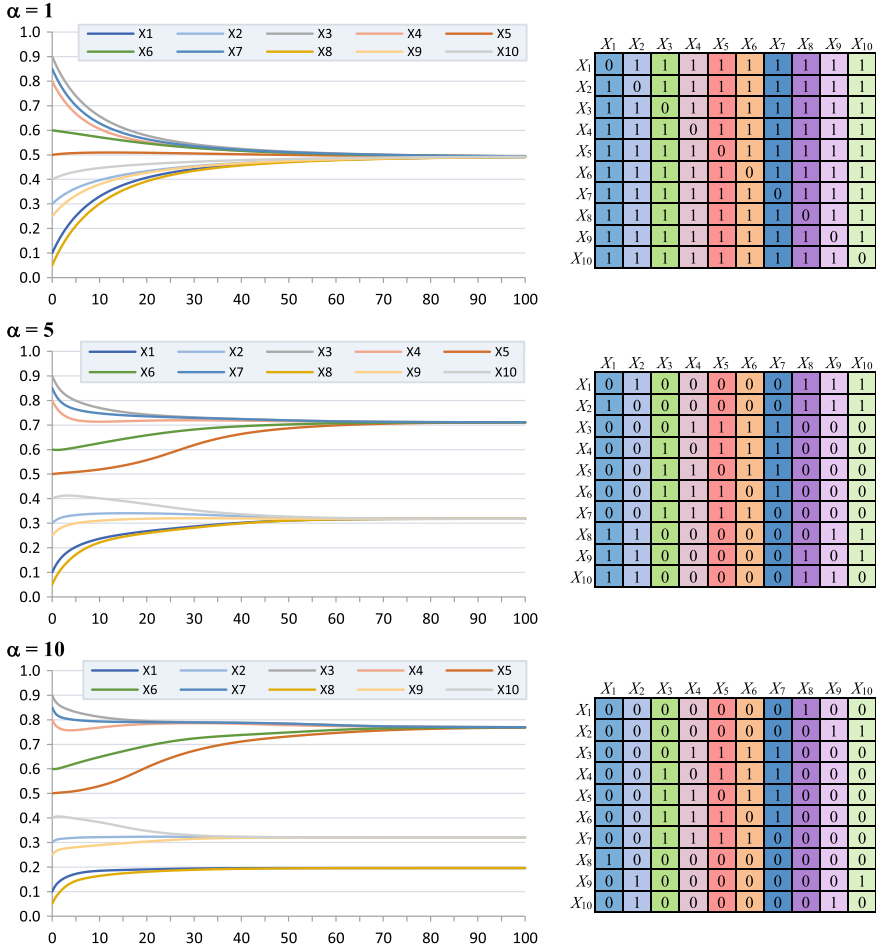 α = 1
X1 X2 X3 X4 X5
X6 X7 X8 X9 X10
1.0
0.9
0.8
0.7
0.6
0.5
0.4
0.3
0.2
0.1
0.0
0 10 20 30 40 50 60 70 80 90 100
X1 X2 X3 X4 X5 X6 X7 X8 X9 X10
X1 0 1 1 1 1 1 1 1 1 1
X2 1 0 1 1 1 1 1 1 1 1
X3 1 1 0 1 1 1 1 1 1 1
X4 1 1 1 0 1 1 1 1 1 1
X5 1 1 1 1 0 1 1 1 1 1
X6 1 1 1 1 1 0 1 1 1 1
X7 1 1 1 1 1 1 0 1 1 1
X8 1 1 1 1 1 1 1 0 1 1
X9 1 1 1 1 1 1 1 1 0 1
X10 1 1 1 1 1 1 1 1 1 0
α = 5
X1 X2 X3 X4 X5
X6 X7 X8 X9 X10
1.0
0.9
0.8
0.7
0.6
0.5
0.4
0.3
0.2
0.1
0.0
0 10 20 30 40 50 60 70 80 90 100
X1 X2 X3 X4 X5 X6 X7 X8 X9 X10
X1 0 1 0 0 0 0 0 1 1 1
X2 1 0 0 0 0 0 0 1 1 1
X3 0 0 0 1 1 1 1 0 0 0
X4 0 0 1 0 1 1 1 0 0 0
X5 0 0 1 1 0 1 1 0 0 0
X6 0 0 1 1 1 0 1 0 0 0
X7 0 0 1 1 1 1 0 0 0 0
X8 1 1 0 0 0 0 0 0 1 1
X9 1 1 0 0 0 0 0 1 0 1
X10 1 1 0 0 0 0 0 1 1 0
α = 10
X1 X2 X3 X4 X5
X6 X7 X8 X9 X10
1.0
0.9
0.8
0.7
0.6
0.5
0.4
0.3
0.2
0.1
0.0
0 10 20 30 40 50 60 70 80 90 100
X1 X2 X3 X4 X5 X6 X7 X8 X9 X10
X1 0 0 0 0 0 0 0 1 0 0
X2 0 0 0 0 0 0 0 0 1 1
X3 0 0 0 1 1 1 1 0 0 0
X4 0 0 1 0 1 1 1 0 0 0
X5 0 0 1 1 0 1 1 0 0 0
X6 0 0 1 1 1 0 1 0 0 0
X7 0 0 1 1 1 1 0 0 0 0
X8 1 0 0 0 0 0 0 0 0 0
X9 0 1 0 0 0 0 0 0 0 1
X10 0 1 0 0 0 0 0 0 1 0